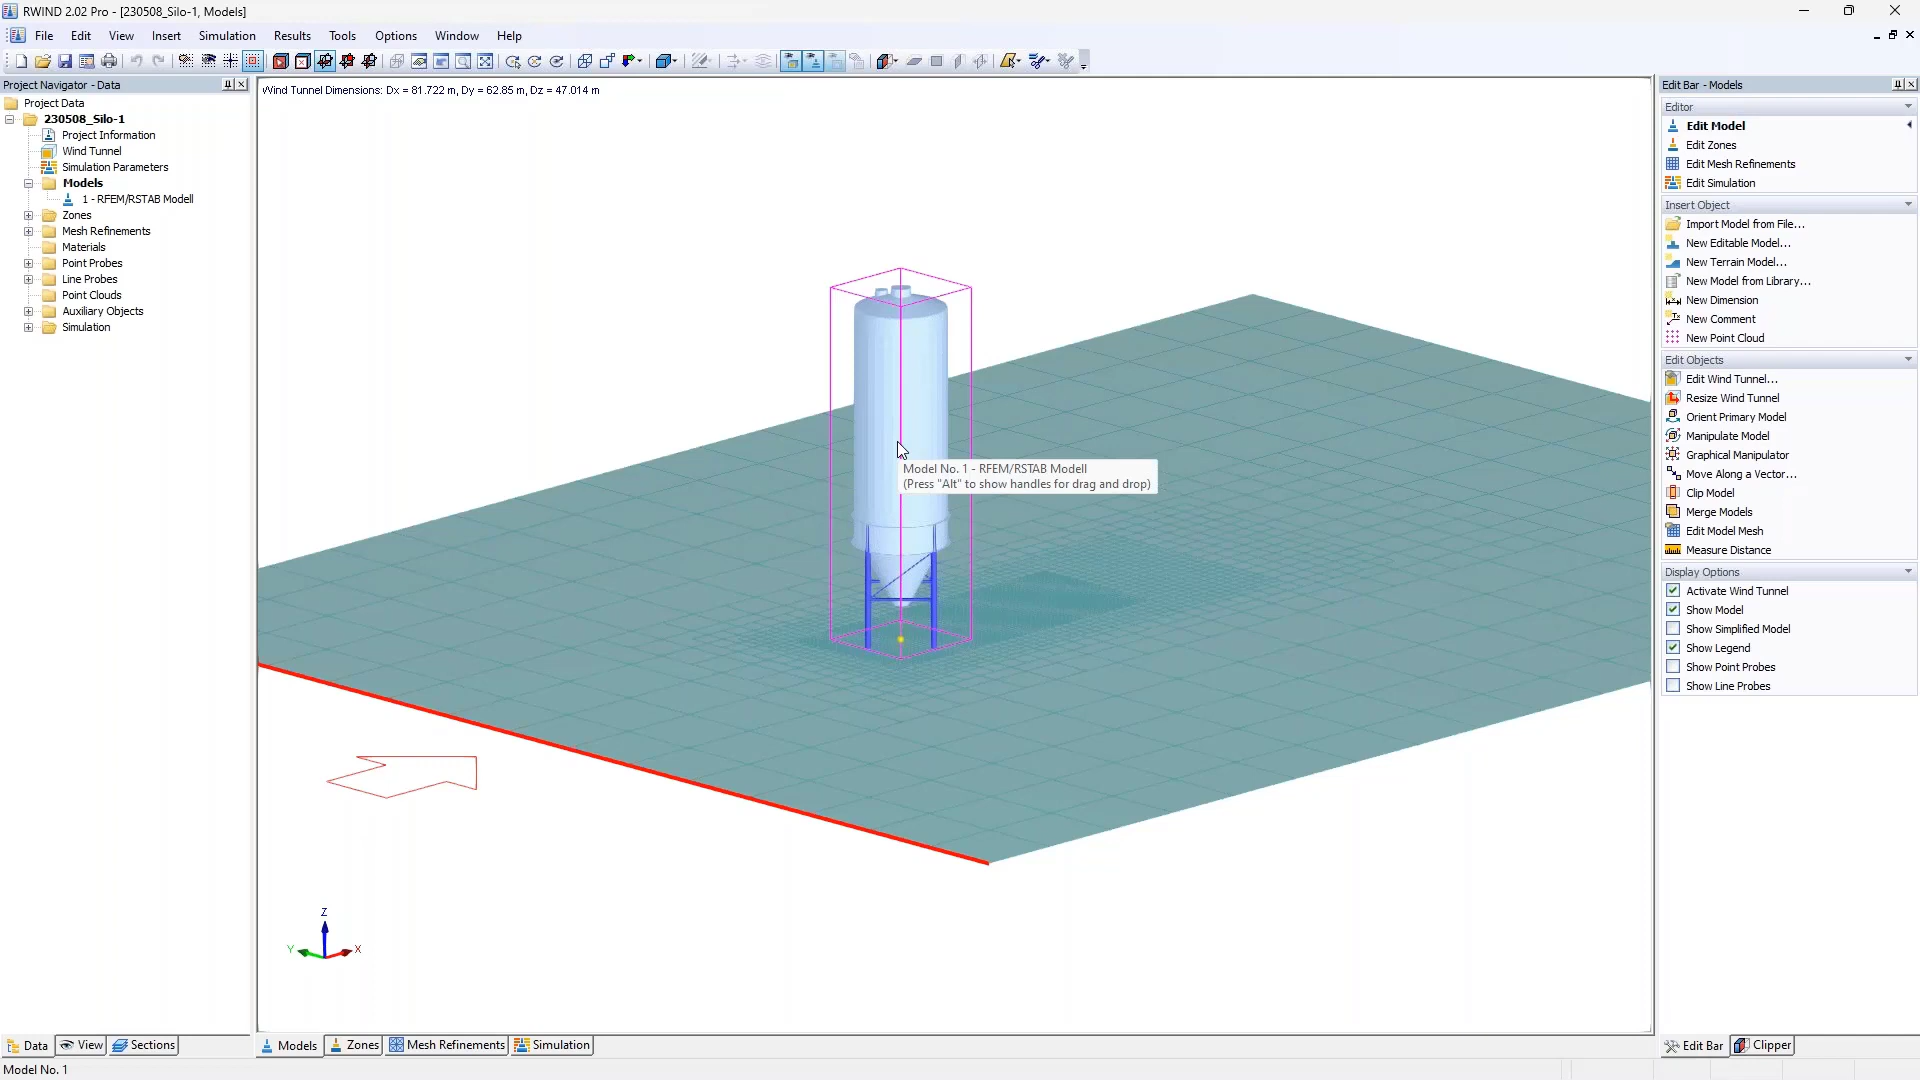 RWIND 2.02 Pro - [230508_Silo-1, Models]
File Edit View Insert Simulation Results Tools Options Window Help
Project Navigator - Data
Project Data
230508_Silo-1
Project Information
Wind Tunnel
Simulation Parameters
Models
1 - RFEM/RSTAB Modell
Zones
Mesh Refinements
Materials
Point Probes
Line Probes
Point Clouds
Auxiliary Objects
Simulation
Wind Tunnel Dimensions: Dx = 81.722 m, Dy = 62.85 m, Dz = 47.014 m
Model No. 1 - RFEM/RSTAB Modell
(Press "Alt" to show handles for drag and drop)
Z
Y
X
Edit Bar - Models
Editor
Edit Model
Edit Zones
Edit Mesh Refinements
Edit Simulation
Insert Object
Import Model from File...
New Editable Model...
New Terrain Model...
New Model from Library...
New Dimension
New Comment
New Point Cloud
Edit Objects
Edit Wind Tunnel...
Resize Wind Tunnel
Orient Primary Model
Manipulate Model
Graphical Manipulator
Move Along a Vector...
Clip Model
Merge Models
Edit Model Mesh
Measure Distance
Display Options
Activate Wind Tunnel
Show Model
Show Simplified Model
Show Legend
Show Point Probes
Show Line Probes
Data View Sections
Models Zones Mesh Refinements Simulation
Edit Bar Clipper
Model No. 1